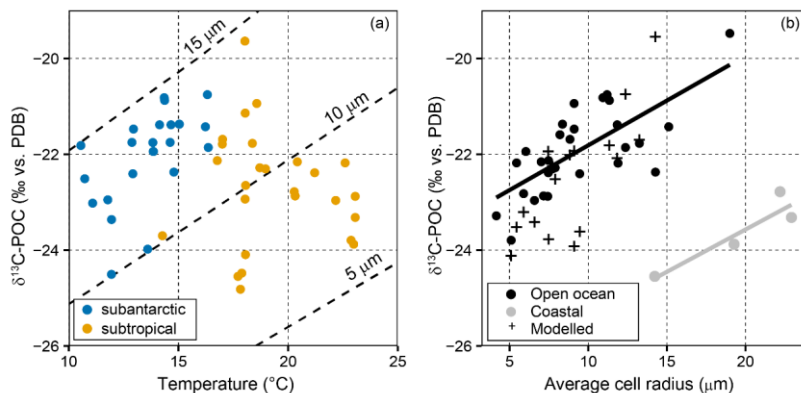 (a)
15 μm
10 μm
5 μm
−20
−22
−24
−26
δ¹³C-POC (‰ vs. PDB)
subantarctic
subtropical
10
15
20
25
Temperature (°C)
(b)
−20
−22
−24
−26
δ¹³C-POC (‰ vs. PDB)
Open ocean
Coastal
Modelled
5
10
15
20
Average cell radius (μm)